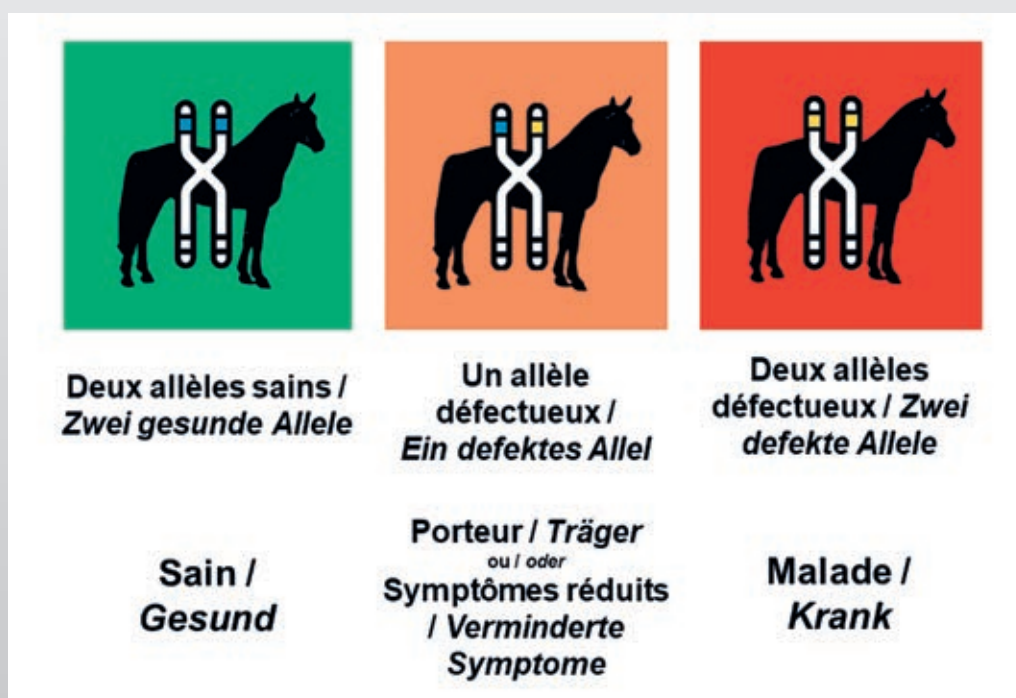 Deux allèles sains /
Zwei gesunde Allele
Un allèle
défectueux /
Ein defektes Allel
Deux allèles
défectueux / Zwei
defekte Allele
Sain /
Gesund
Porteur / Träger
ou / oder
Symptômes réduits
/ Verminderte
Symptome
Malade /
Krank